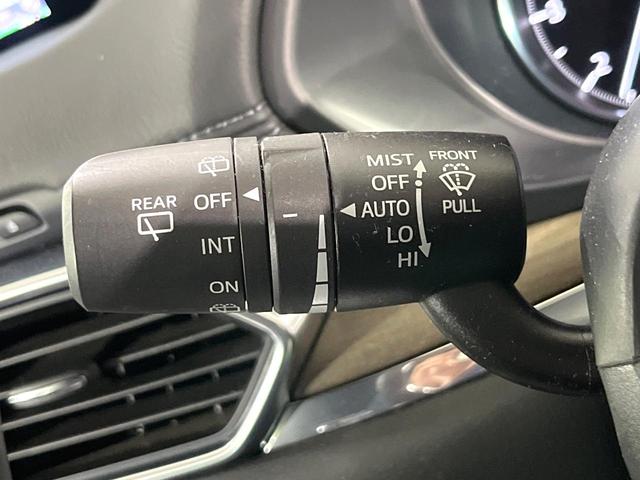 REAR
OFF
INT
ON
MIST
OFF
AUTO
LO
HI
FRONT
PULL